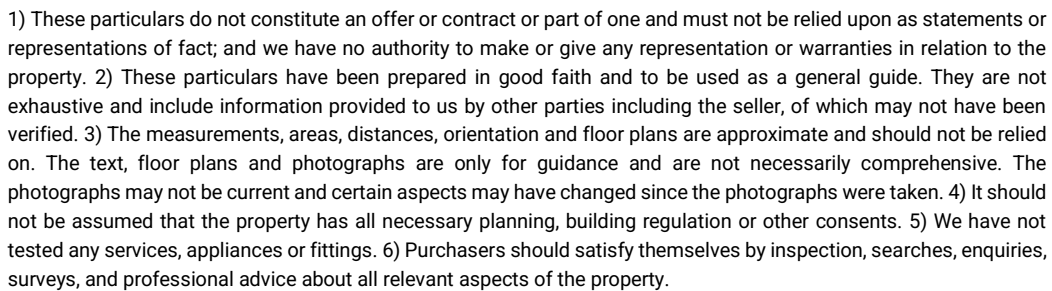 1) These particulars do not constitute an offer or contract or part of one and must not be relied upon as statements or
representations of fact; and we have no authority to make or give any representation or warranties in relation to the
property. 2) These particulars have been prepared in good faith and to be used as a general guide. They are not
exhaustive and include information provided to us by other parties including the seller, of which may not have been
verified. 3) The measurements, areas, distances, orientation and floor plans are approximate and should not be relied
on. The text, floor plans and photographs are only for guidance and are not necessarily comprehensive. The
photographs may not be current and certain aspects may have changed since the photographs were taken. 4) It should
not be assumed that the property has all necessary planning, building regulation or other consents. 5) We have not
tested any services, appliances or fittings. 6) Purchasers should satisfy themselves by inspection, searches, enquiries,
surveys, and professional advice about all relevant aspects of the property.